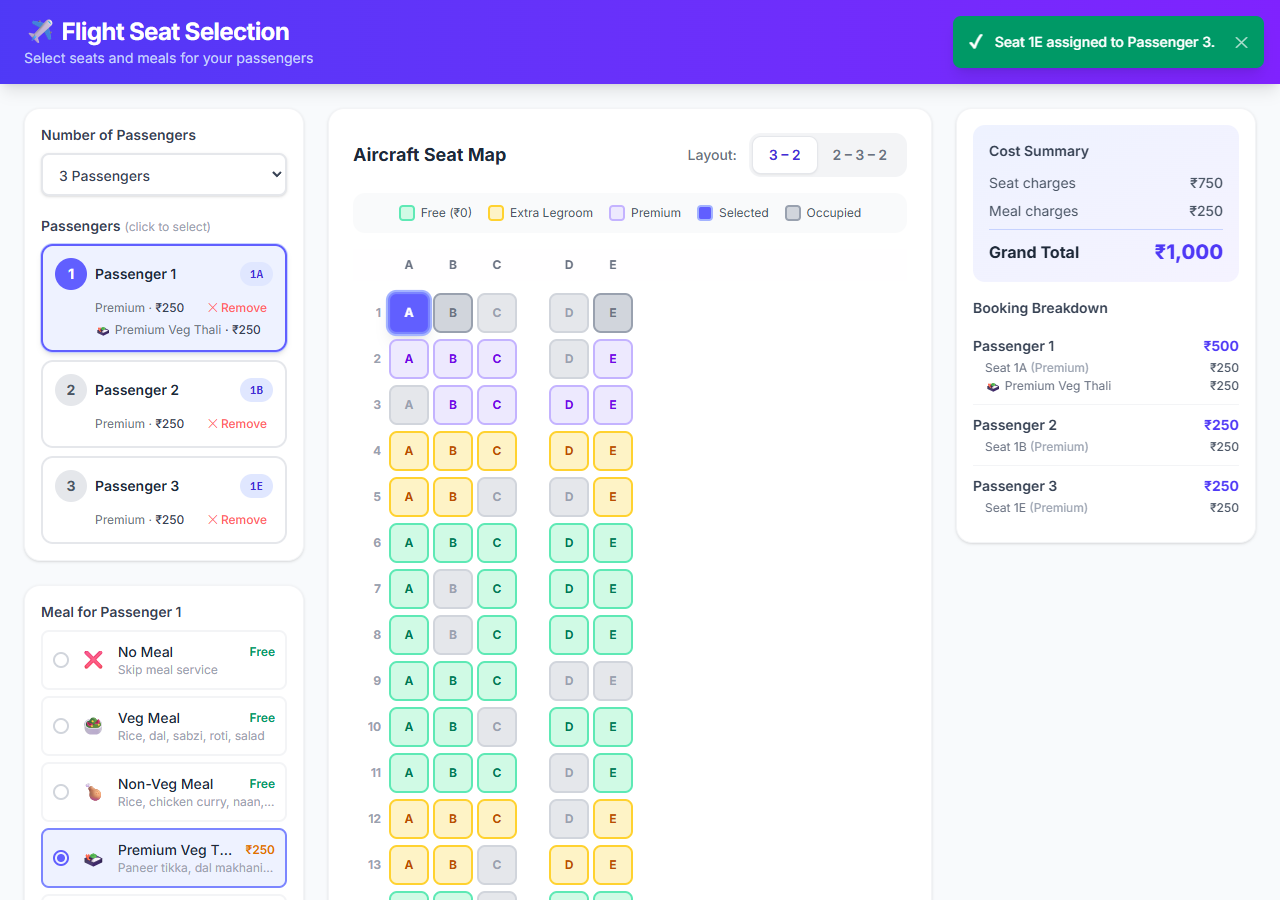 Flight Seat Selection
Select seats and meals for your passengers
Seat 1E assigned to Passenger 3.
Number of Passengers
3 Passengers
Passengers (click to select)
1 Passenger 1 1A
Premium · ₹250 Remove
Premium Veg Thali · ₹250
2 Passenger 2 1B
Premium · ₹250 Remove
3 Passenger 3 1E
Premium · ₹250 Remove
Meal for Passenger 1
No Meal Free
Skip meal service
Veg Meal Free
Rice, dal, sabzi, roti, salad
Non-Veg Meal Free
Rice, chicken curry, naan,...
Premium Veg T... ₹250
Paneer tikka, dal makhani...
Aircraft Seat Map
Layout: 3 – 2 2 – 3 – 2
Free (₹0) Extra Legroom Premium Selected Occupied
A B C D E
1 A B C D E
2 A B C D E
3 A B C D E
4 A B C D E
5 A B C D E
6 A B C D E
7 A B C D E
8 A B C D E
9 A B C D E
10 A B C D E
11 A B C D E
12 A B C D E
13 A B C D E
Cost Summary
Seat charges ₹750
Meal charges ₹250
Grand Total ₹1,000
Booking Breakdown
Passenger 1 ₹500
Seat 1A (Premium) ₹250
Premium Veg Thali ₹250
Passenger 2 ₹250
Seat 1B (Premium) ₹250
Passenger 3 ₹250
Seat 1E (Premium) ₹250